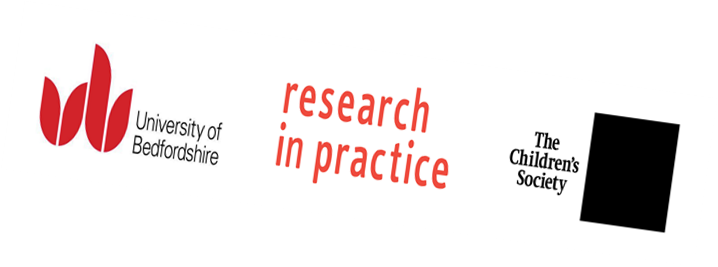 University of
Bedfordshire
research
in practice
The
Children's
Society